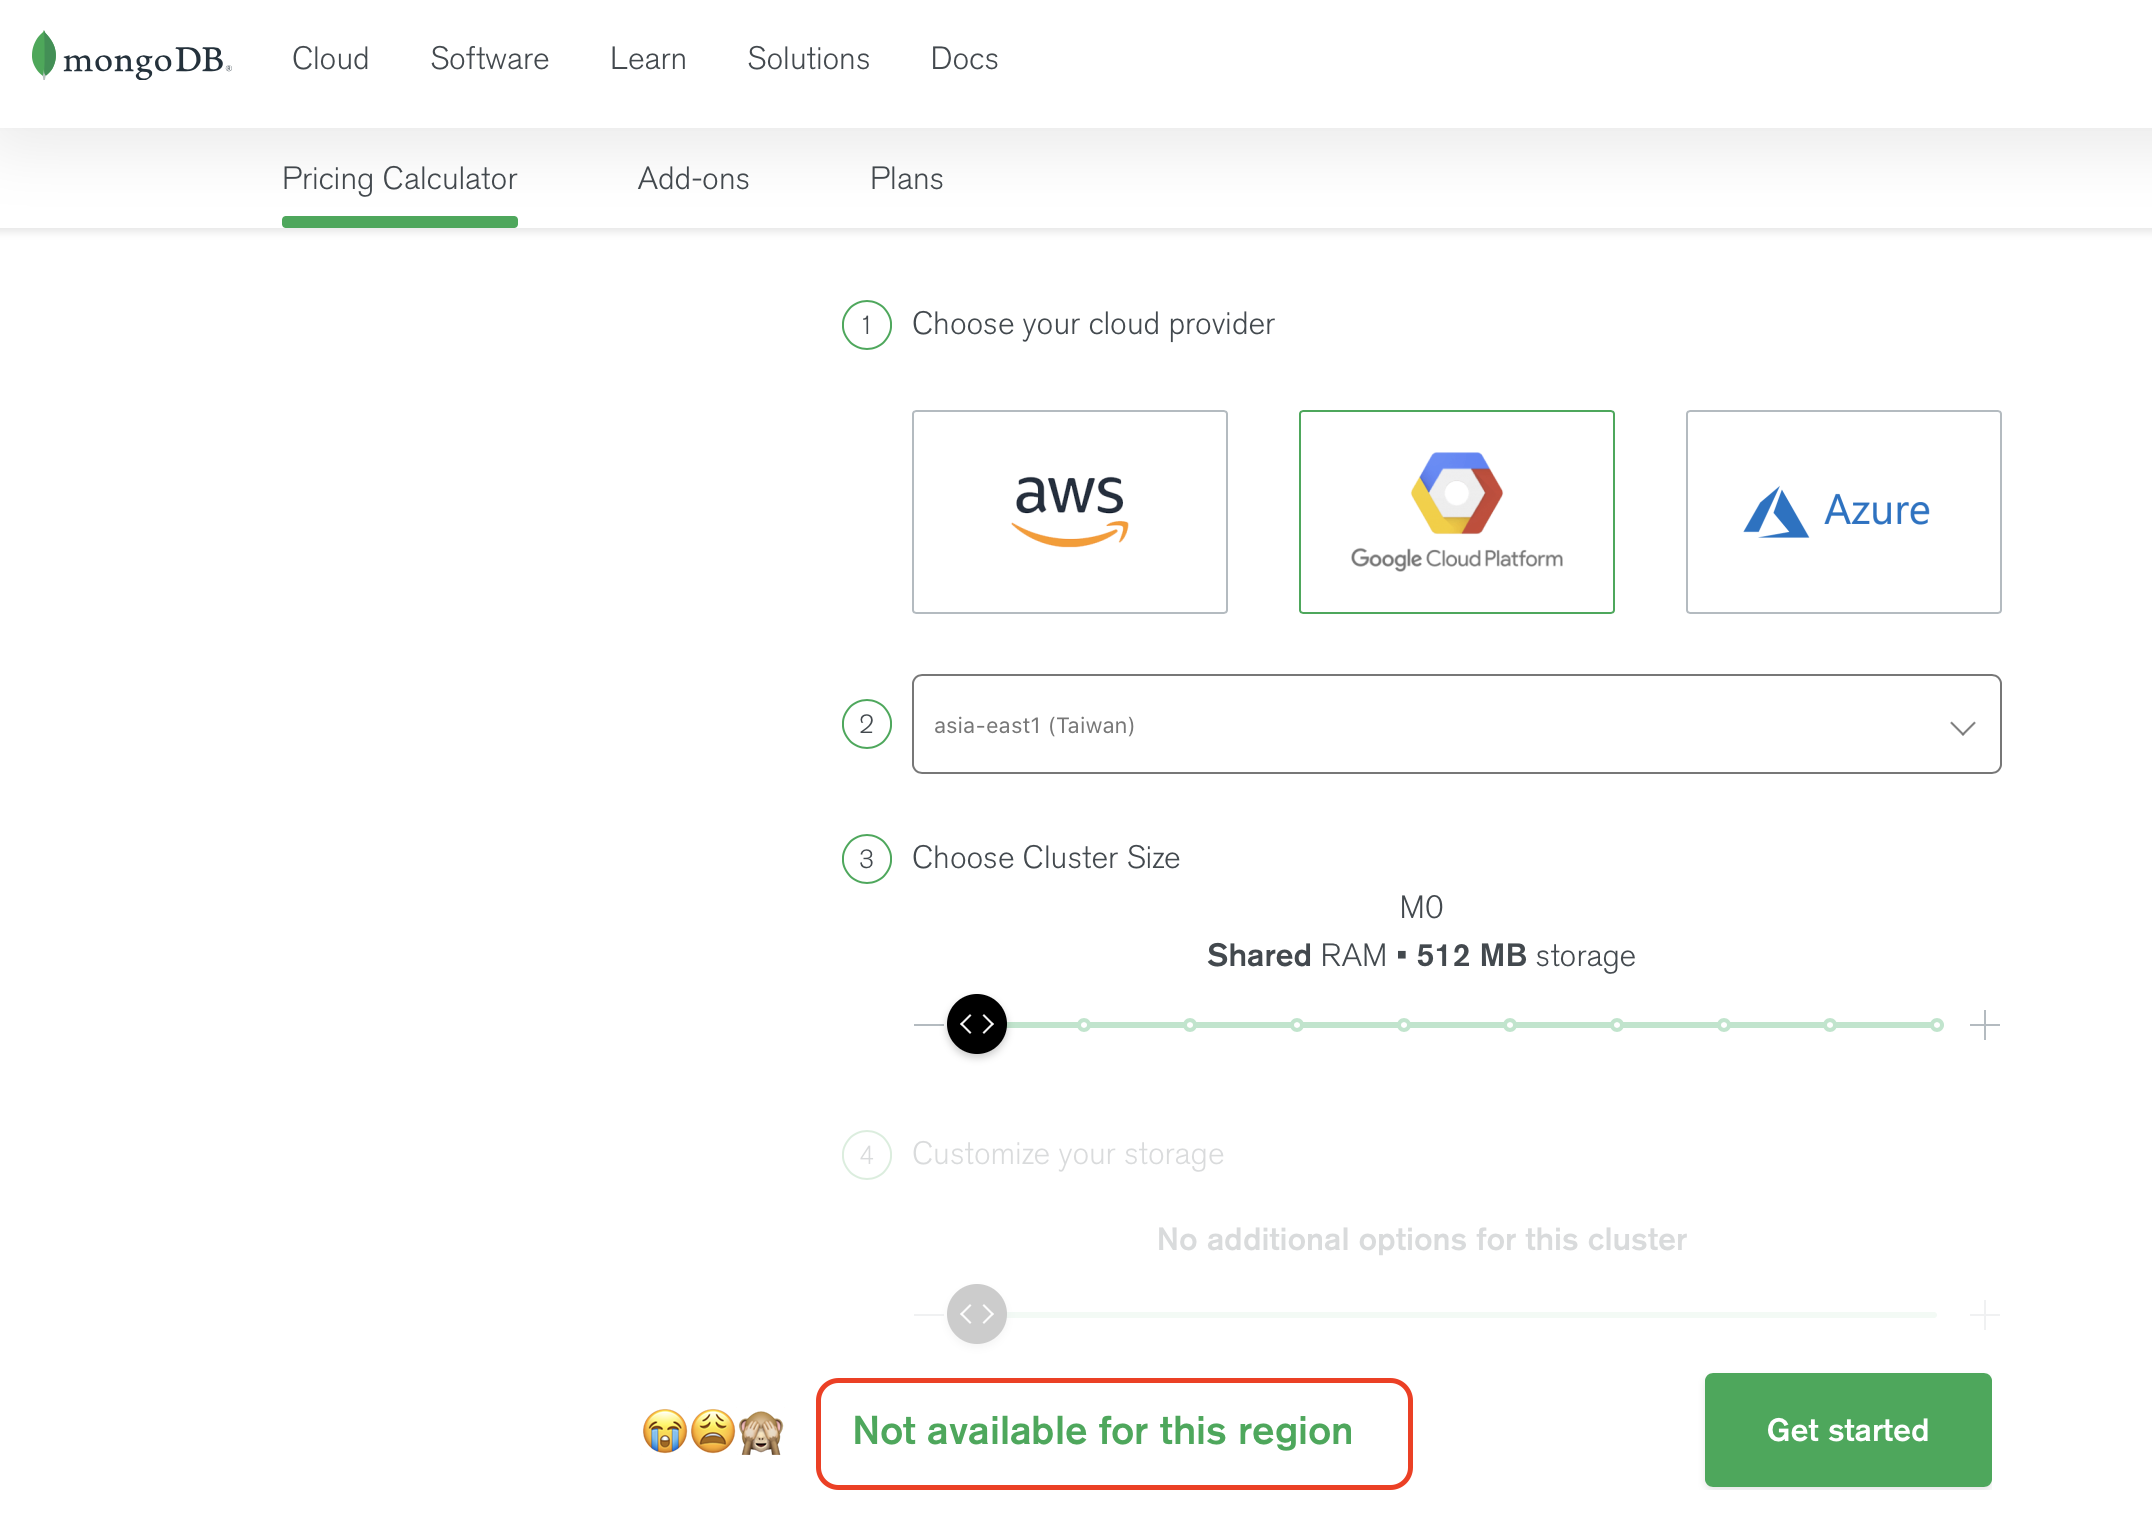 mongoDB®
Cloud Software Learn Solutions Docs
Pricing Calculator Add-ons Plans
1 Choose your cloud provider
aws
Google Cloud Platform
Azure
2 asia-east1 (Taiwan)
3 Choose Cluster Size
M0
Shared RAM ▪ 512 MB storage
4 Customize your storage
No additional options for this cluster
😭😩🙈 Not available for this region
Get started